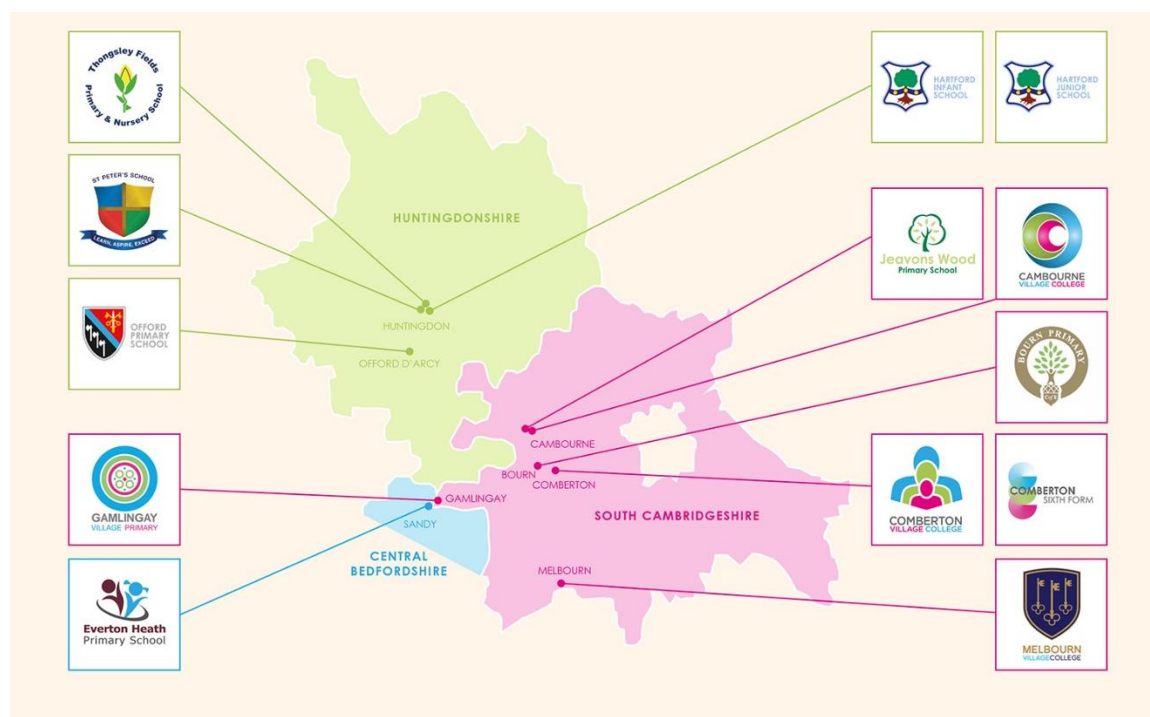 Thongsley Fields
Primary & Nursery School
ST PETER'S SCHOOL
LEARN, ASPIRE, EXCEED
OFFORD
PRIMARY
SCHOOL
GAMLINGAY
VILLAGE PRIMARY
Everton Heath
Primary School
HUNTINGDONSHIRE
HUNTINGDON
OFFORD D'ARCY
CAMBOURNE
BOURN
COMBERTON
GAMLINGAY
SANDY
SOUTH CAMBRIDGESHIRE
CENTRAL
BEDFORDSHIRE
MELBOURN
HARTFORD
INFANT
SCHOOL
HARTFORD
JUNIOR
SCHOOL
Jeavons Wood
Primary School
CAMBOURNE
VILLAGE COLLEGE
BOURN PRIMARY
CofE
COMBERTON
VILLAGE COLLEGE
COMBERTON
SIXTH FORM
MELBOURN
VILLAGECOLLEGE